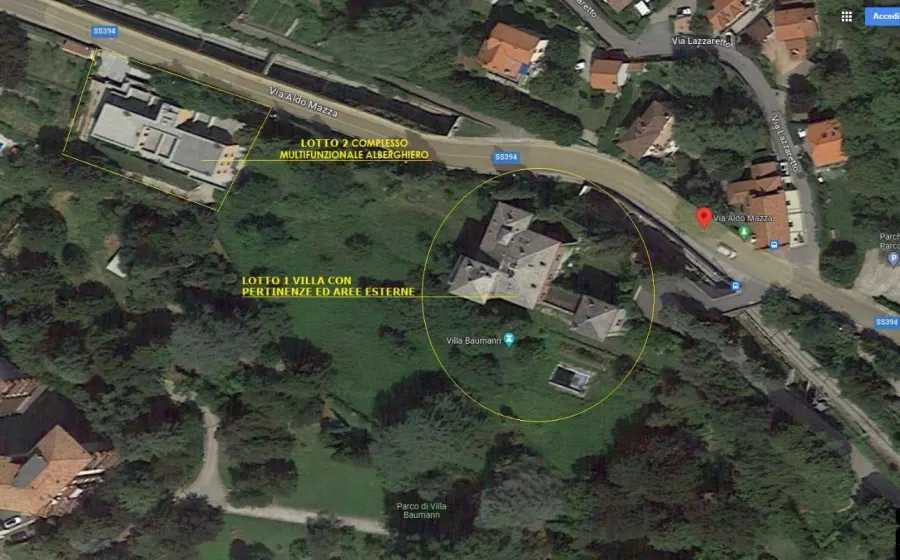 Accedi
SS394
Via Lazzaretto
Via Aldo Mazza
LOTTO 2 COMPLESSO
MULTIFUNZIONALE ALBERGHIERO
SS394
Via Lazzaretto
Via Aldo Mazza
P
LOTTO 1 VILLA CON
PERTINENZE ED AREE ESTERNE
SS394
Villa Baumann
Parco di Villa
Baumann